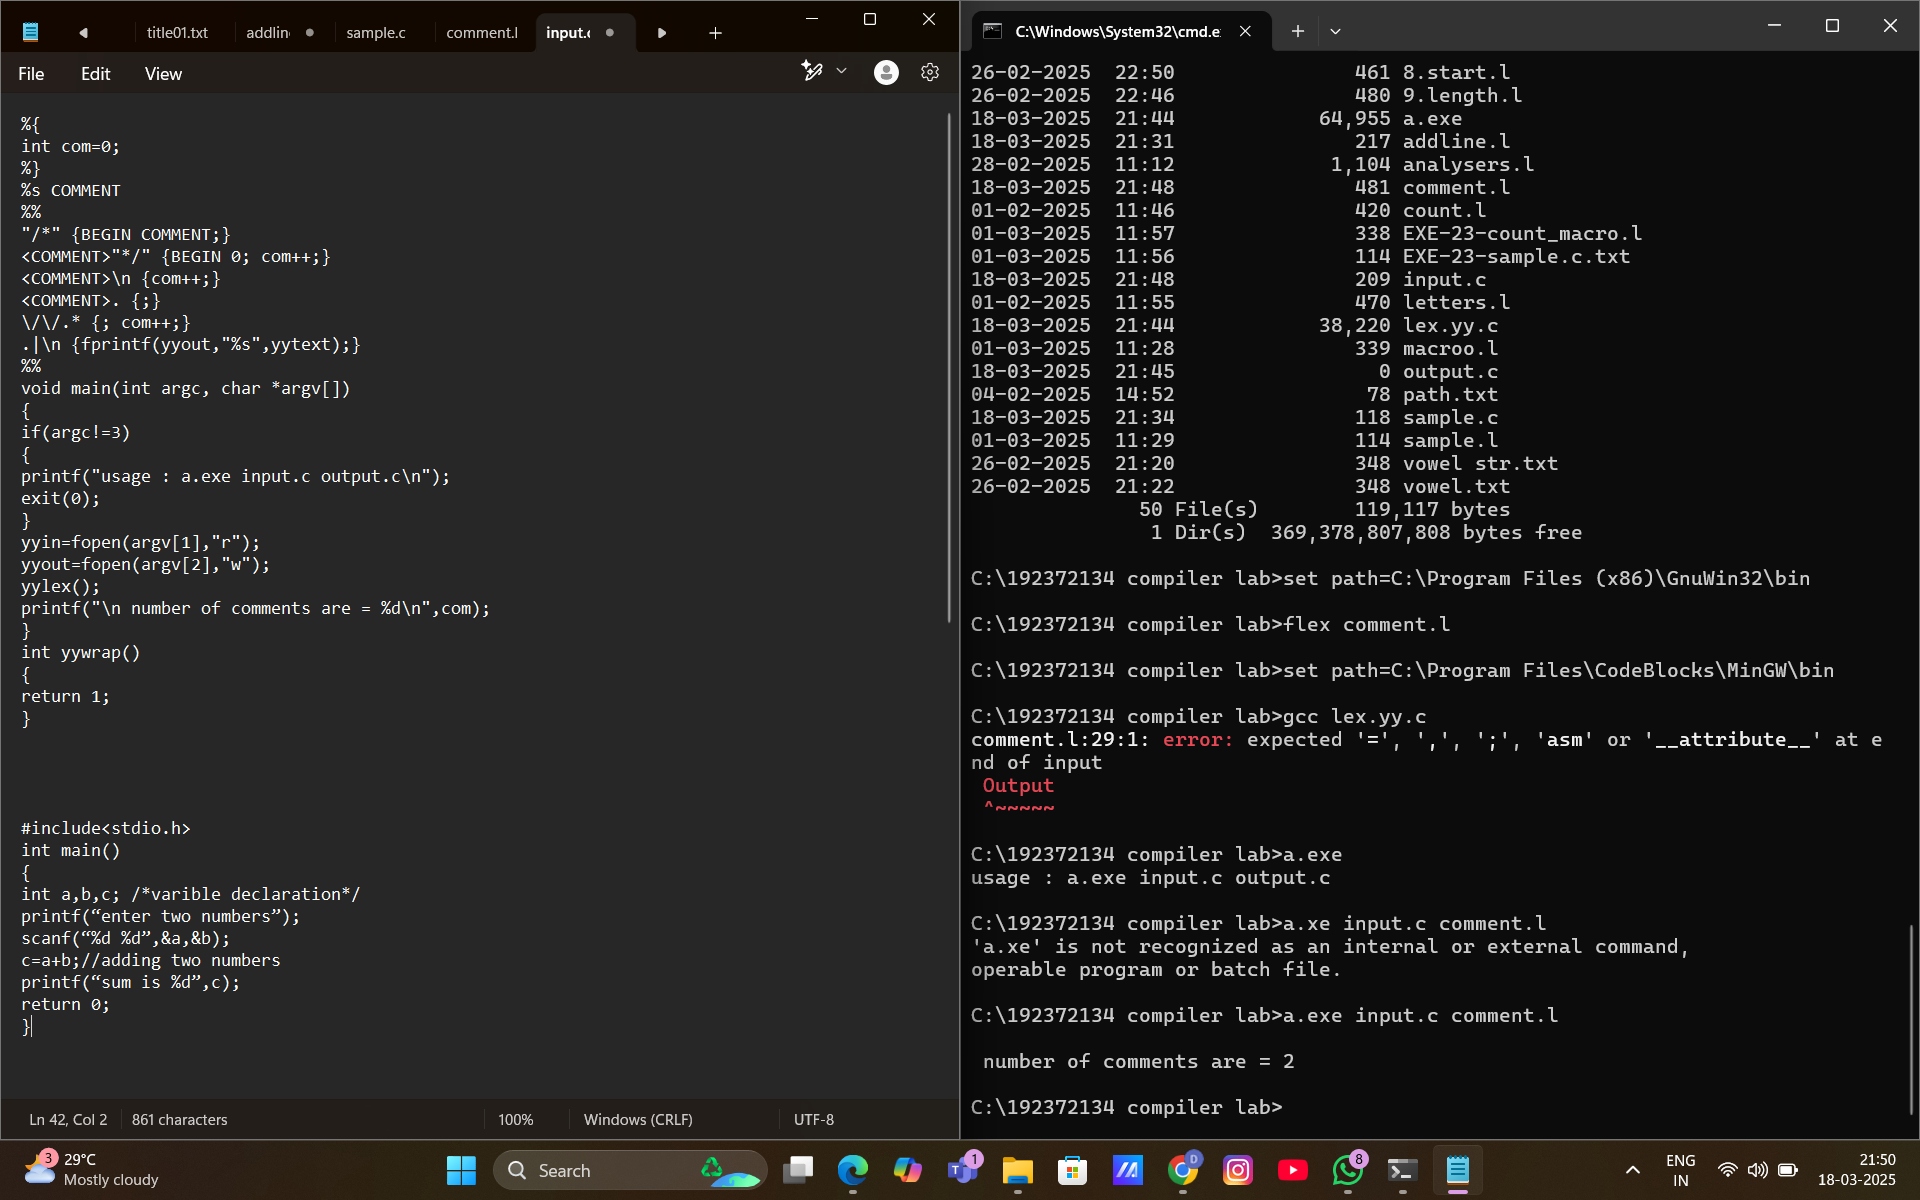 title01.txt
addlin
sample.c
comment.l
input.c
File
Edit
View
%{
int com=0;
%}
%s COMMENT
%%
"/*" {BEGIN COMMENT;}
<COMMENT>"*/" {BEGIN 0; com++;}
<COMMENT>\n {com++;}
<COMMENT>. {;}
\/\/.* {; com++;}
.|\n {fprintf(yyout,"%s",yytext);}
%%
void main(int argc, char *argv[])
{
if(argc!=3)
{
printf("usage : a.exe input.c output.c\n");
exit(0);
}
yyin=fopen(argv[1],"r");
yyout=fopen(argv[2],"w");
yylex();
printf("\n number of comments are = %d\n",com);
}
int yywrap()
{
return 1;
}
#include<stdio.h>
int main()
{
int a,b,c; /*varible declaration*/
printf(“enter two numbers”);
scanf(“%d %d”,&a,&b);
c=a+b;//adding two numbers
printf(“sum is %d”,c);
return 0;
}
Ln 42, Col 2
861 characters
100%
Windows (CRLF)
UTF-8
C:\Windows\System32\cmd.e
26-02-2025  22:50               461 8.start.l
26-02-2025  22:46               480 9.length.l
18-03-2025  21:44            64,955 a.exe
18-03-2025  21:31               217 addline.l
28-02-2025  11:12             1,104 analysers.l
18-03-2025  21:48               481 comment.l
01-02-2025  11:46               420 count.l
01-03-2025  11:57               338 EXE-23-count_macro.l
01-03-2025  11:56               114 EXE-23-sample.c.txt
18-03-2025  21:48               209 input.c
01-02-2025  11:55               470 letters.l
18-03-2025  21:44            38,220 lex.yy.c
01-03-2025  11:28               339 macroo.l
18-03-2025  21:45                 0 output.c
04-02-2025  14:52                78 path.txt
18-03-2025  21:34               118 sample.c
01-03-2025  11:29               114 sample.l
26-02-2025  21:20               348 vowel str.txt
26-02-2025  21:22               348 vowel.txt
50 File(s)         119,117 bytes
1 Dir(s)  369,378,807,808 bytes free
C:\192372134 compiler lab>set path=C:\Program Files (x86)\GnuWin32\bin
C:\192372134 compiler lab>flex comment.l
C:\192372134 compiler lab>set path=C:\Program Files\CodeBlocks\MinGW\bin
C:\192372134 compiler lab>gcc lex.yy.c
comment.l:29:1: error: expected '=', ',', ';', 'asm' or '__attribute__' at e
nd of input
Output
^~~~~~
C:\192372134 compiler lab>a.exe
usage : a.exe input.c output.c
C:\192372134 compiler lab>a.xe input.c comment.l
'a.xe' is not recognized as an internal or external command,
operable program or batch file.
C:\192372134 compiler lab>a.exe input.c comment.l
number of comments are = 2
C:\192372134 compiler lab>
3
29°C
Mostly cloudy
Search
1
D
8
ENG
IN
21:50
18-03-2025